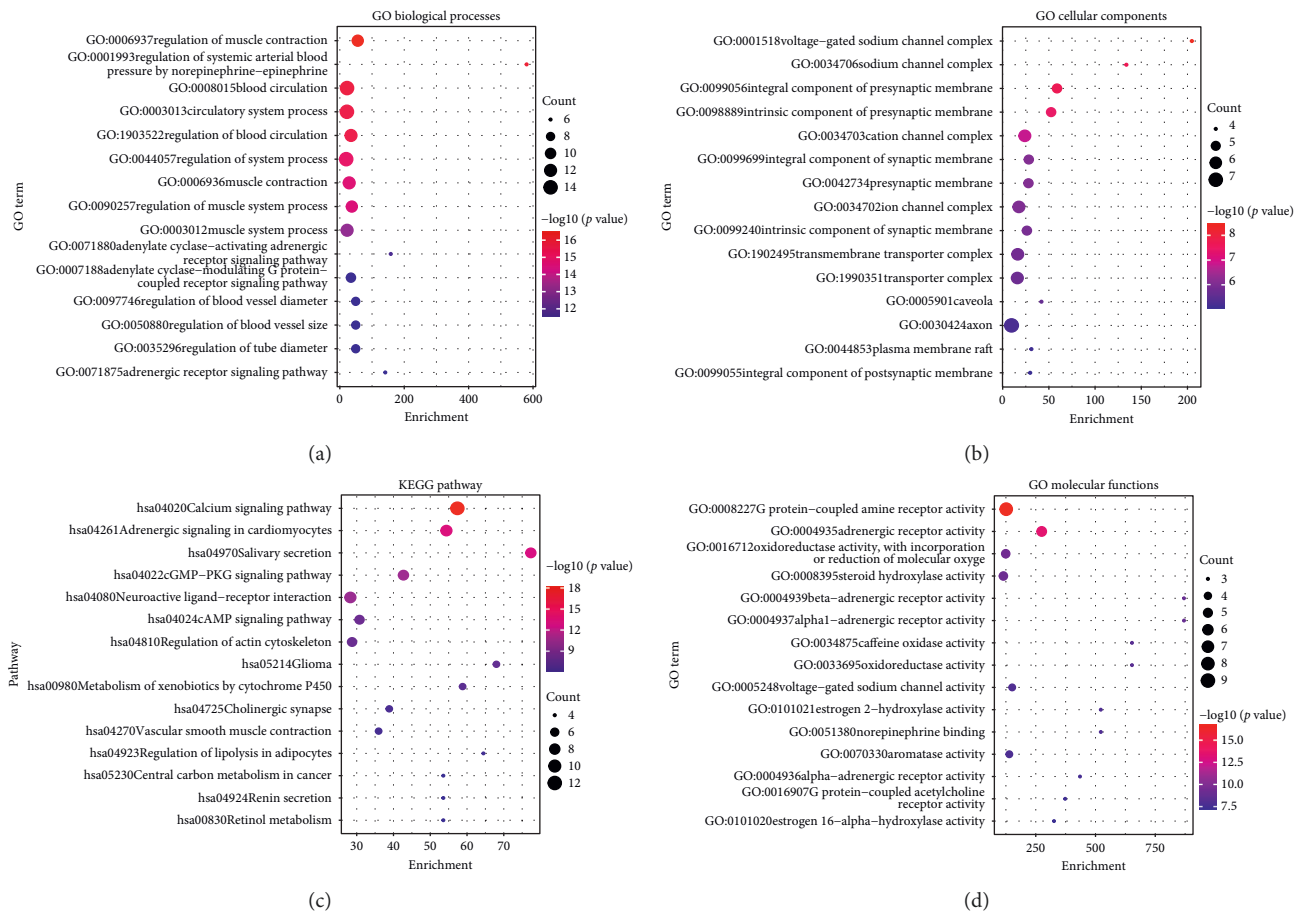 GO biological processes
GO term
GO:0006937regulation of muscle contraction
GO:0001993regulation of systemic arterial blood
pressure by norepinephrine−epinephrine
GO:0008015blood circulation
GO:0003013circulatory system process
GO:1903522regulation of blood circulation
GO:0044057regulation of system process
GO:0006936muscle contraction
GO:0090257regulation of muscle system process
GO:0003012muscle system process
GO:0071880adenylate cyclase−activating adrenergic
receptor signaling pathway
GO:0007188adenylate cyclase−modulating G protein−
coupled receptor signaling pathway
GO:0097746regulation of blood vessel diameter
GO:0050880regulation of blood vessel size
GO:0035296regulation of tube diameter
GO:0071875adrenergic receptor signaling pathway
0 200 400 600
Enrichment
Count
6
8
10
12
14
−log10 (p value)
16
15
14
13
12
(a)
GO cellular components
GO term
GO:0001518voltage−gated sodium channel complex
GO:0034706sodium channel complex
GO:0099056integral component of presynaptic membrane
GO:0098889intrinsic component of presynaptic membrane
GO:0034703cation channel complex
GO:0099699integral component of synaptic membrane
GO:0042734presynaptic membrane
GO:0034702ion channel complex
GO:0099240intrinsic component of synaptic membrane
GO:1902495transmembrane transporter complex
GO:1990351transporter complex
GO:0005901caveola
GO:0030424axon
GO:0044853plasma membrane raft
GO:0099055integral component of postsynaptic membrane
0 50 100 150 200
Enrichment
Count
4
5
6
7
−log10 (p value)
8
7
6
(b)
KEGG pathway
Pathway
hsa04020Calcium signaling pathway
hsa04261Adrenergic signaling in cardiomyocytes
hsa04970Salivary secretion
hsa04022cGMP−PKG signaling pathway
hsa04080Neuroactive ligand−receptor interaction
hsa04024cAMP signaling pathway
hsa04810Regulation of actin cytoskeleton
hsa05214Glioma
hsa00980Metabolism of xenobiotics by cytochrome P450
hsa04725Cholinergic synapse
hsa04270Vascular smooth muscle contraction
hsa04923Regulation of lipolysis in adipocytes
hsa05230Central carbon metabolism in cancer
hsa04924Renin secretion
hsa00830Retinol metabolism
30 40 50 60 70
Enrichment
−log10 (p value)
18
15
12
9
Count
4
6
8
10
12
(c)
GO molecular functions
GO term
GO:0008227G protein−coupled amine receptor activity
GO:0004935adrenergic receptor activity
GO:0016712oxidoreductase activity, with incorporation
or reduction of molecular oxyge
GO:0008395steroid hydroxylase activity
GO:0004939beta−adrenergic receptor activity
GO:0004937alpha1−adrenergic receptor activity
GO:0034875caffeine oxidase activity
GO:0033695oxidoreductase activity
GO:0005248voltage−gated sodium channel activity
GO:0101021estrogen 2−hydroxylase activity
GO:0051380norepinephrine binding
GO:0070330aromatase activity
GO:0004936alpha−adrenergic receptor activity
GO:0016907G protein−coupled acetylcholine
receptor activity
GO:0101020estrogen 16−alpha−hydroxylase activity
250 500 750
Enrichment
Count
3
4
5
6
7
8
9
−log10 (p value)
15.0
12.5
10.0
7.5
(d)